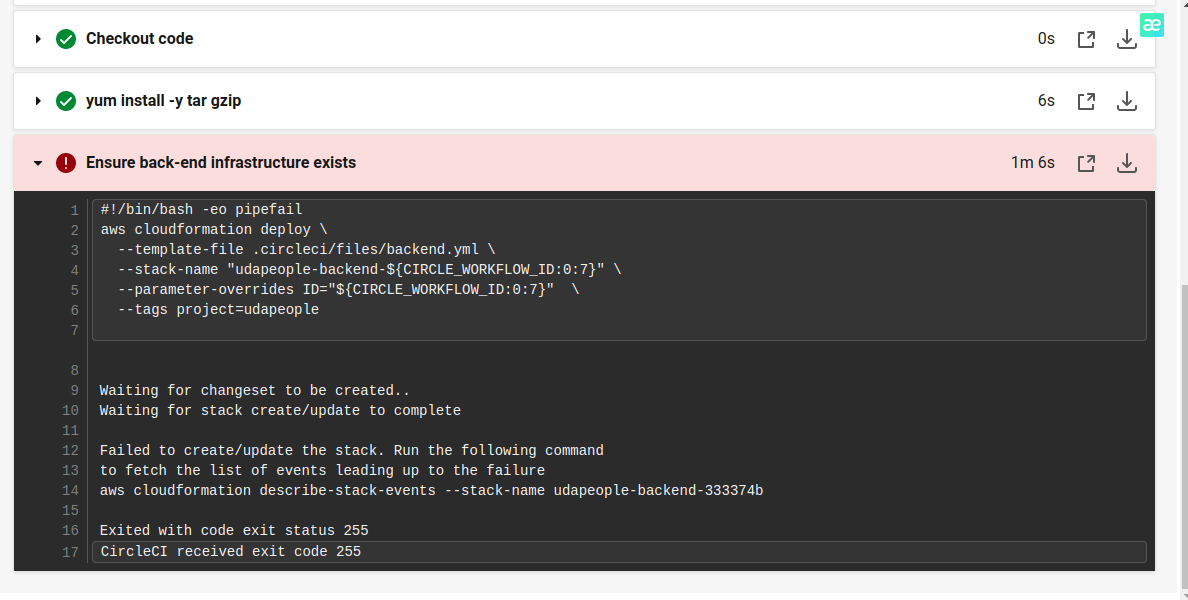 Checkout code 0s
æ
yum install -y tar gzip 6s
Ensure back-end infrastructure exists 1m 6s
1 #!/bin/bash -eo pipefail
2 aws cloudformation deploy \
3   --template-file .circleci/files/backend.yml \
4   --stack-name "udapeople-backend-${CIRCLE_WORKFLOW_ID:0:7}" \
5   --parameter-overrides ID="${CIRCLE_WORKFLOW_ID:0:7}"  \
6   --tags project=udapeople
7
8
9 Waiting for changeset to be created..
10 Waiting for stack create/update to complete
11
12 Failed to create/update the stack. Run the following command
13 to fetch the list of events leading up to the failure
14 aws cloudformation describe-stack-events --stack-name udapeople-backend-333374b
15
16 Exited with code exit status 255
17 CircleCI received exit code 255